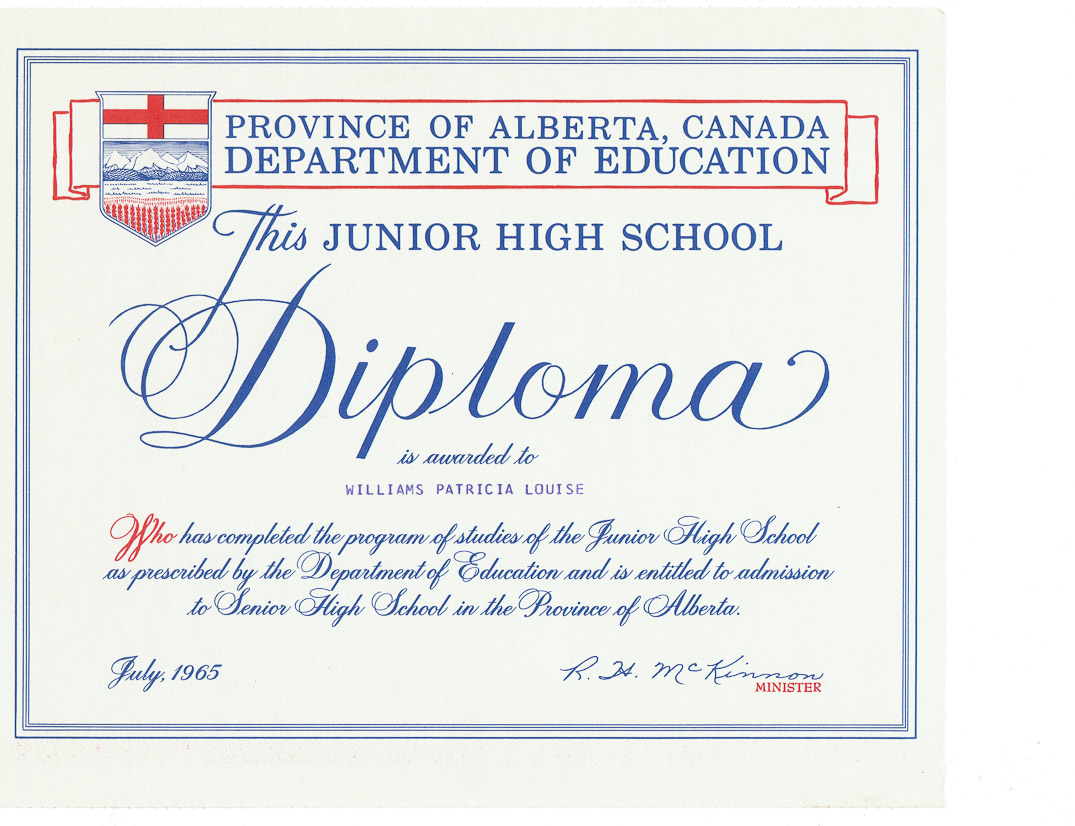 PROVINCE OF ALBERTA, CANADA
DEPARTMENT OF EDUCATION
This JUNIOR HIGH SCHOOL
Diploma
is awarded to
WILLIAMS PATRICIA LOUISE
Who has completed the program of studies of the Junior High School
as prescribed by the Department of Education and is entitled to admission
to Senior High School in the Province of Alberta.
July, 1965
R. H. McKinnon
MINISTER